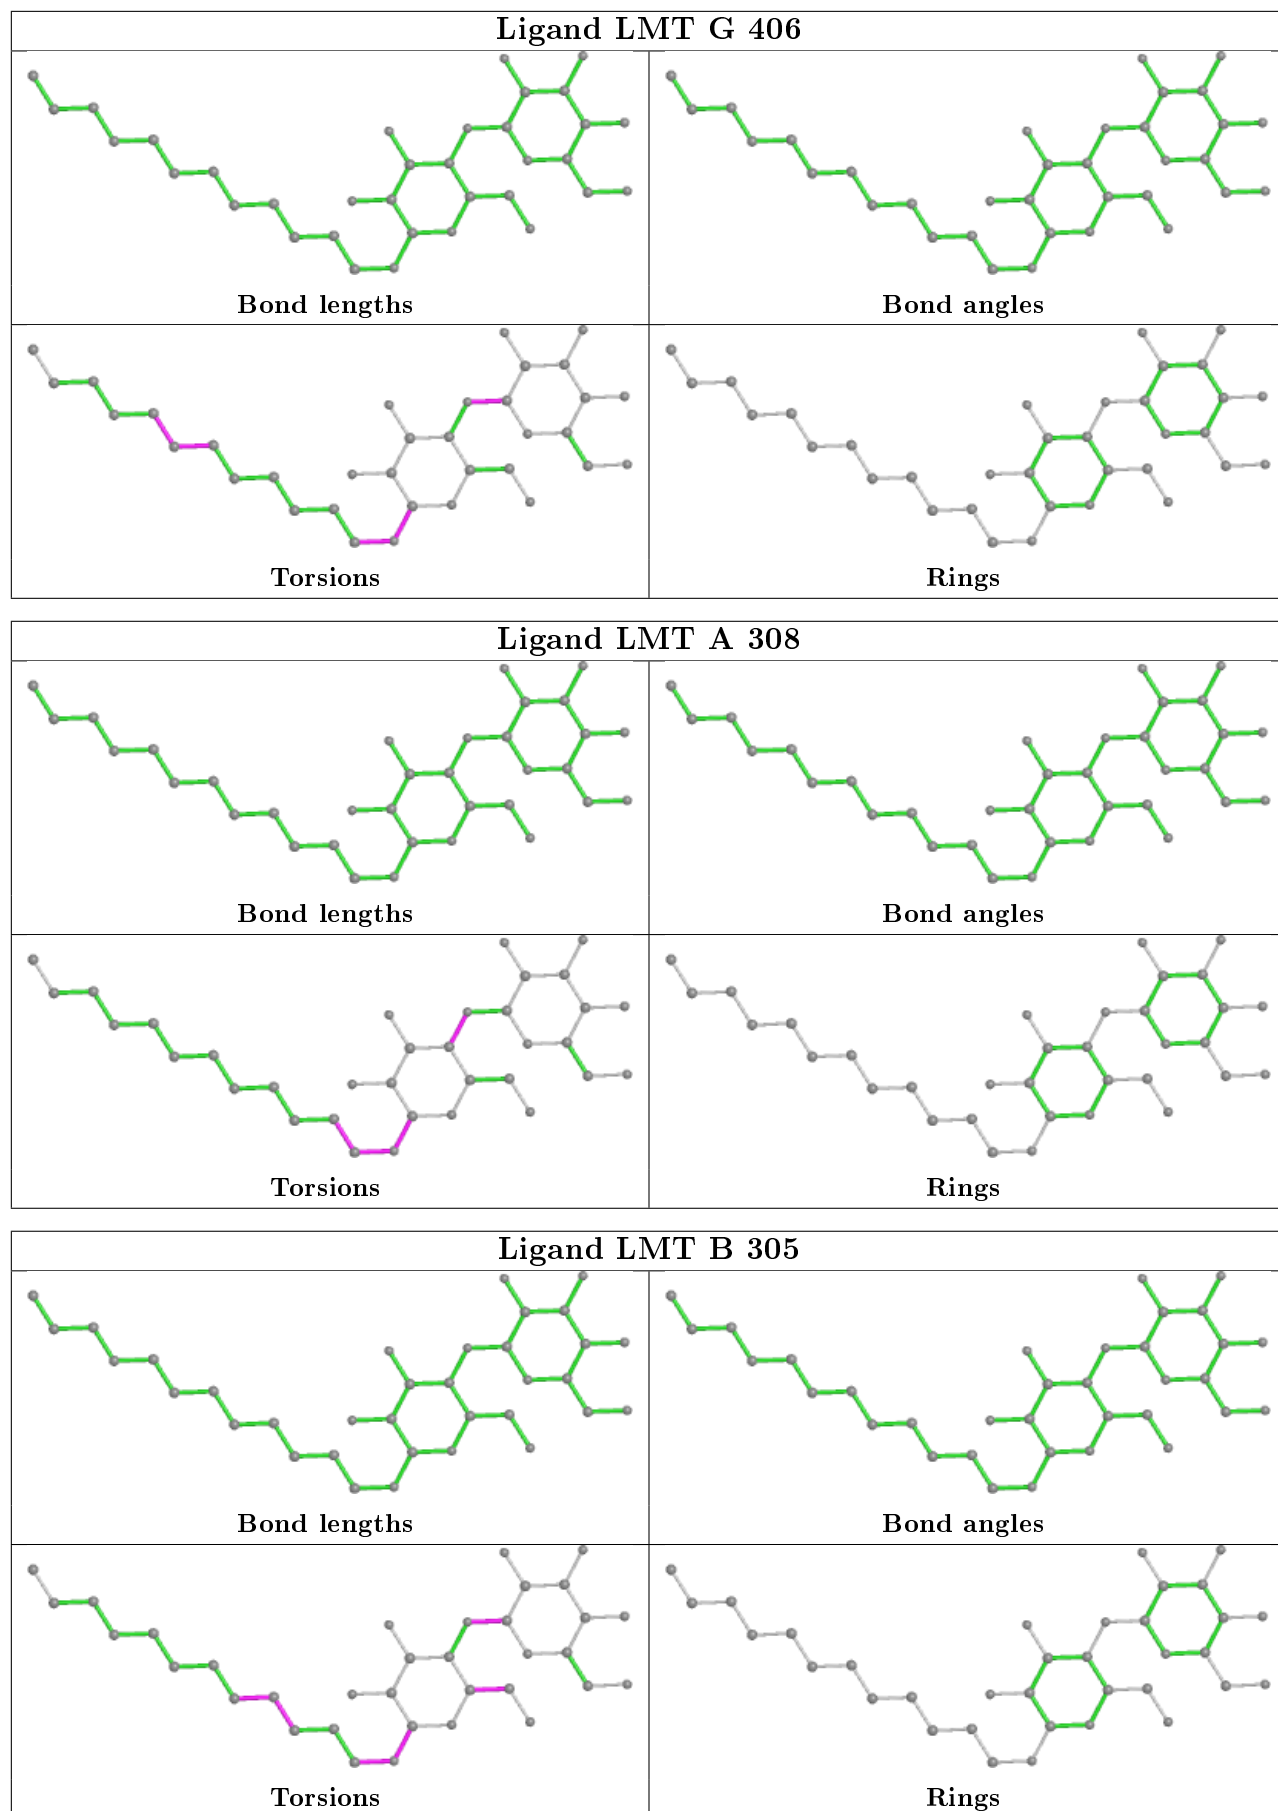 Ligand LMT G 406
Bond lengths
Bond angles
Torsions
Rings
Ligand LMT A 308
Bond lengths
Bond angles
Torsions
Rings
Ligand LMT B 305
Bond lengths
Bond angles
Torsions
Rings